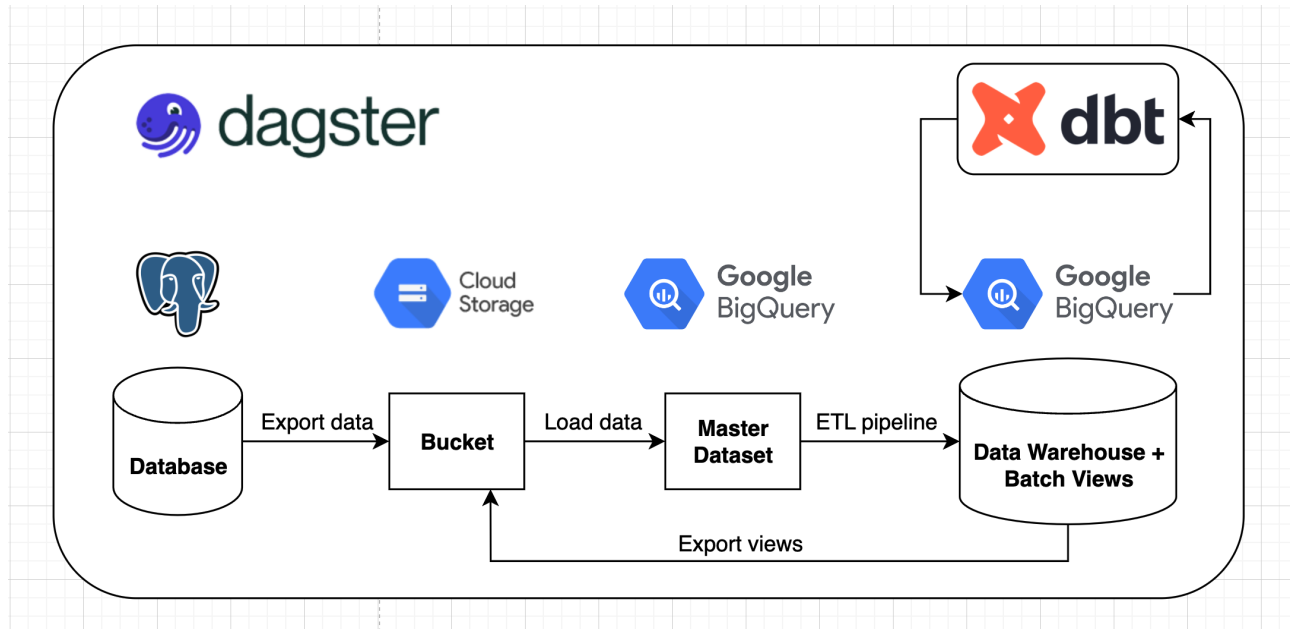 dagster
dbt
Cloud
Storage
Google
BigQuery
Google
BigQuery
Database
Export data
Bucket
Load data
Master
Dataset
ETL pipeline
Data Warehouse +
Batch Views
Export views